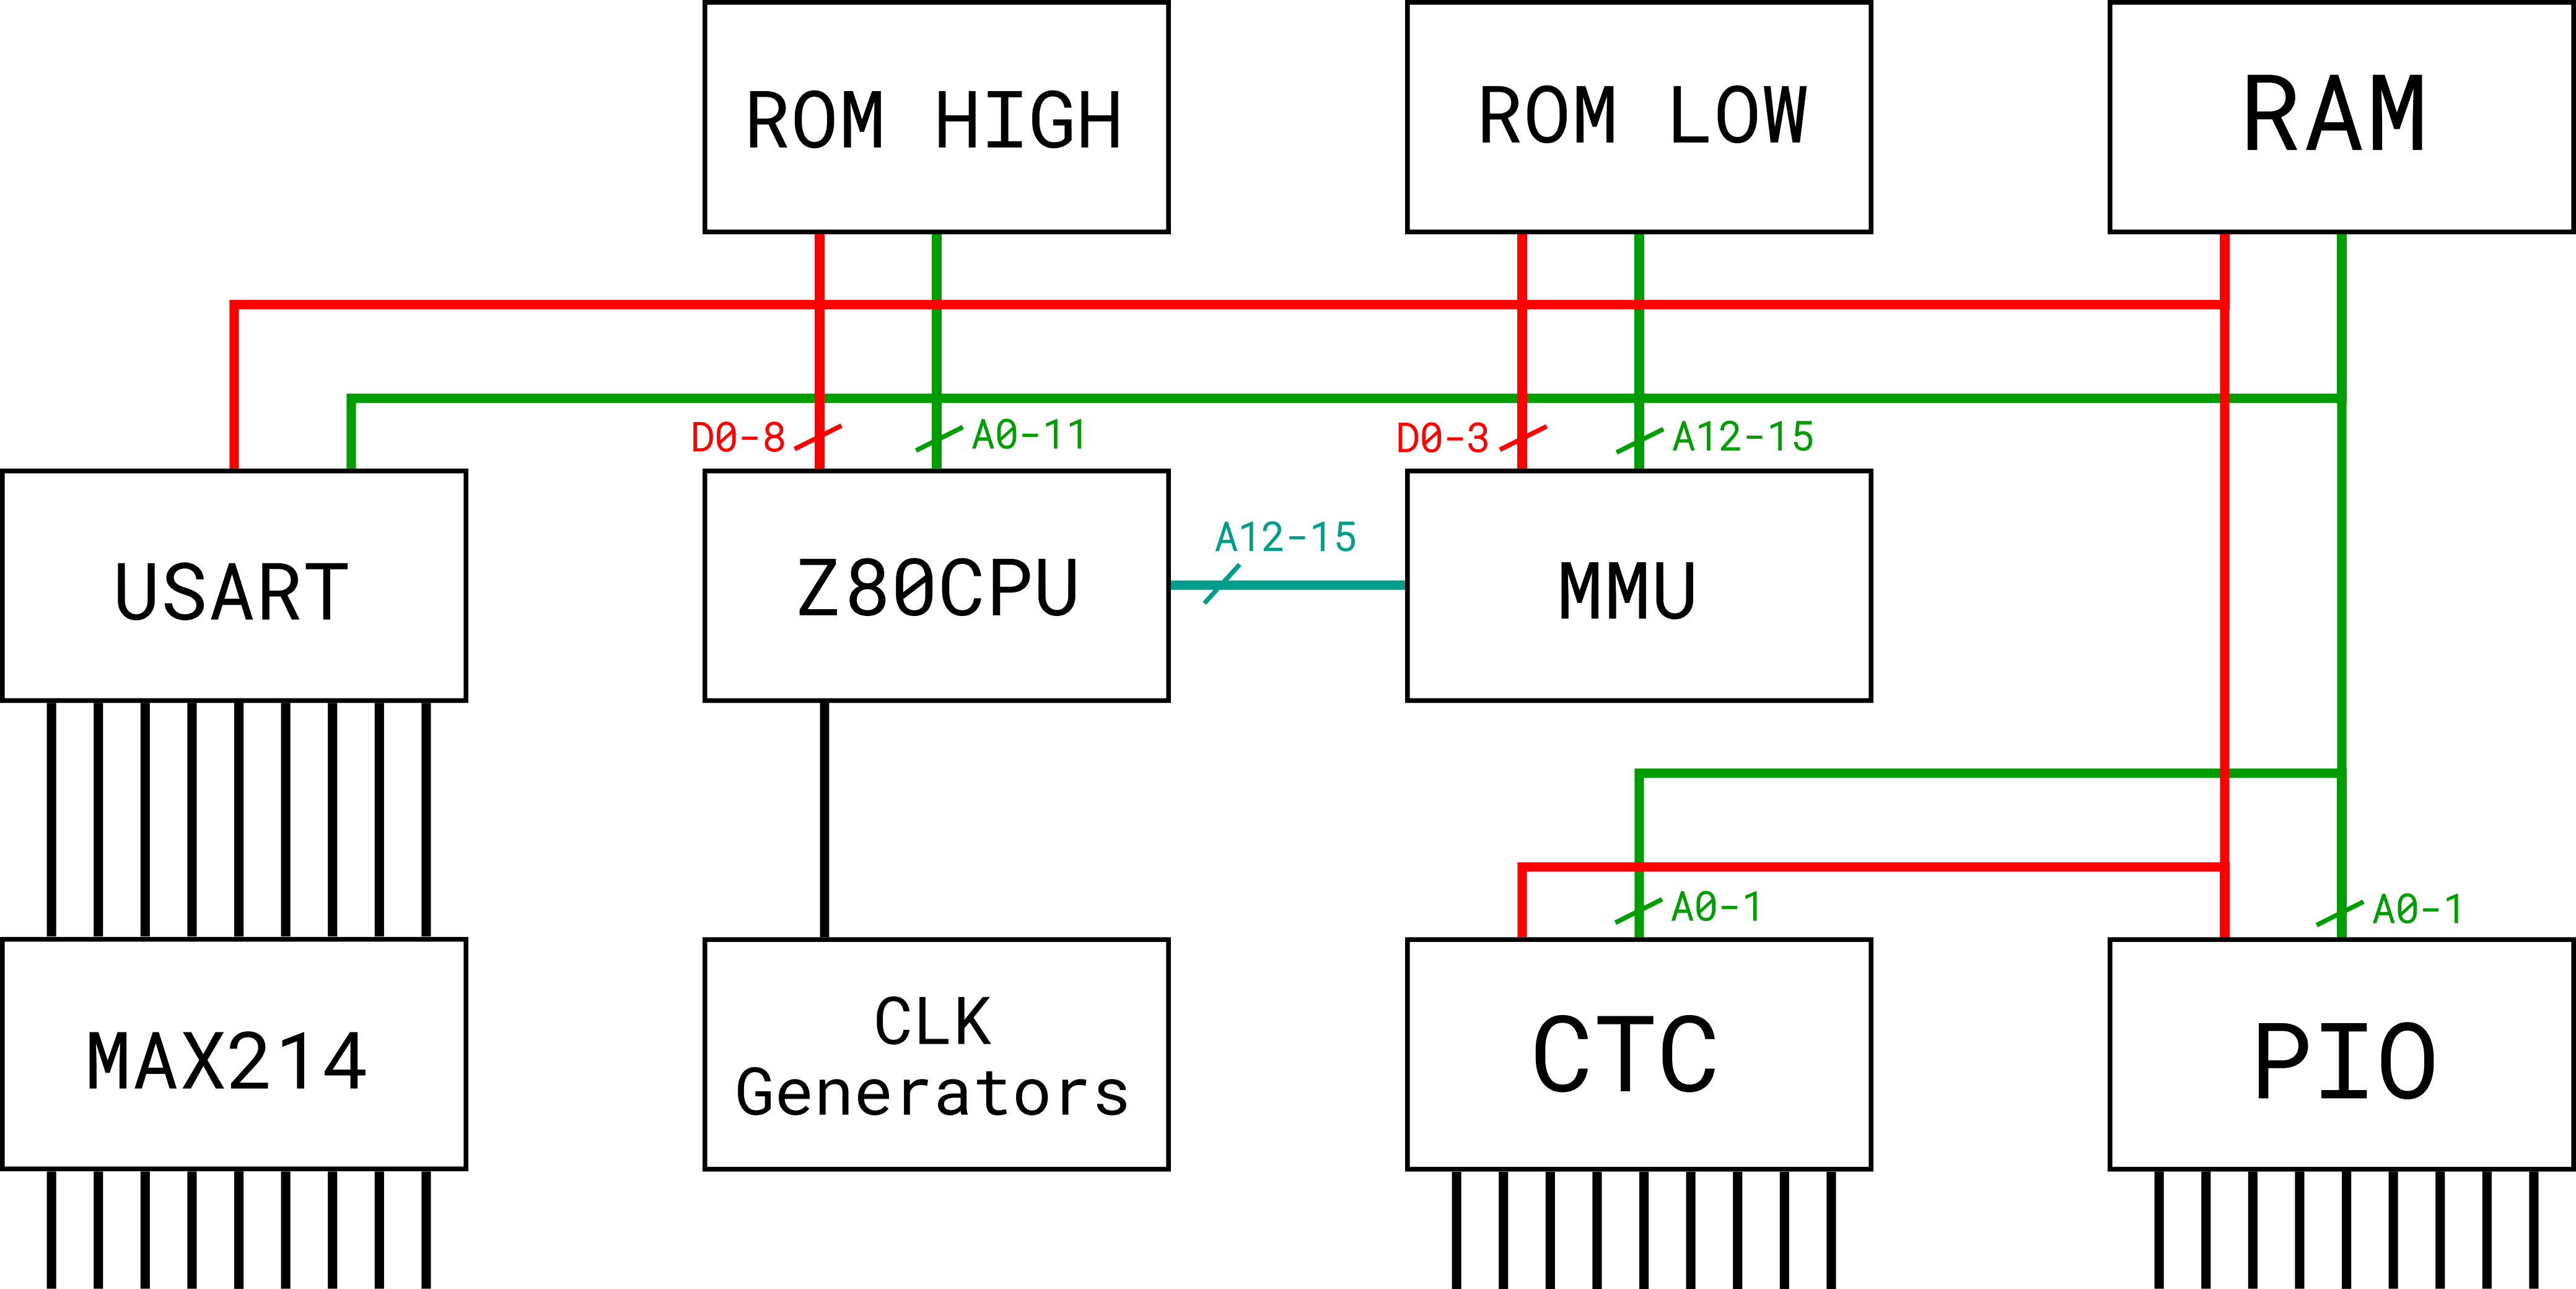 ROM HIGH
ROM LOW
RAM
D0-8
A0-11
D0-3
A12-15
USART
Z80CPU
A12-15
MMU
A0-1
A0-1
MAX214
CLK
Generators
CTC
PIO